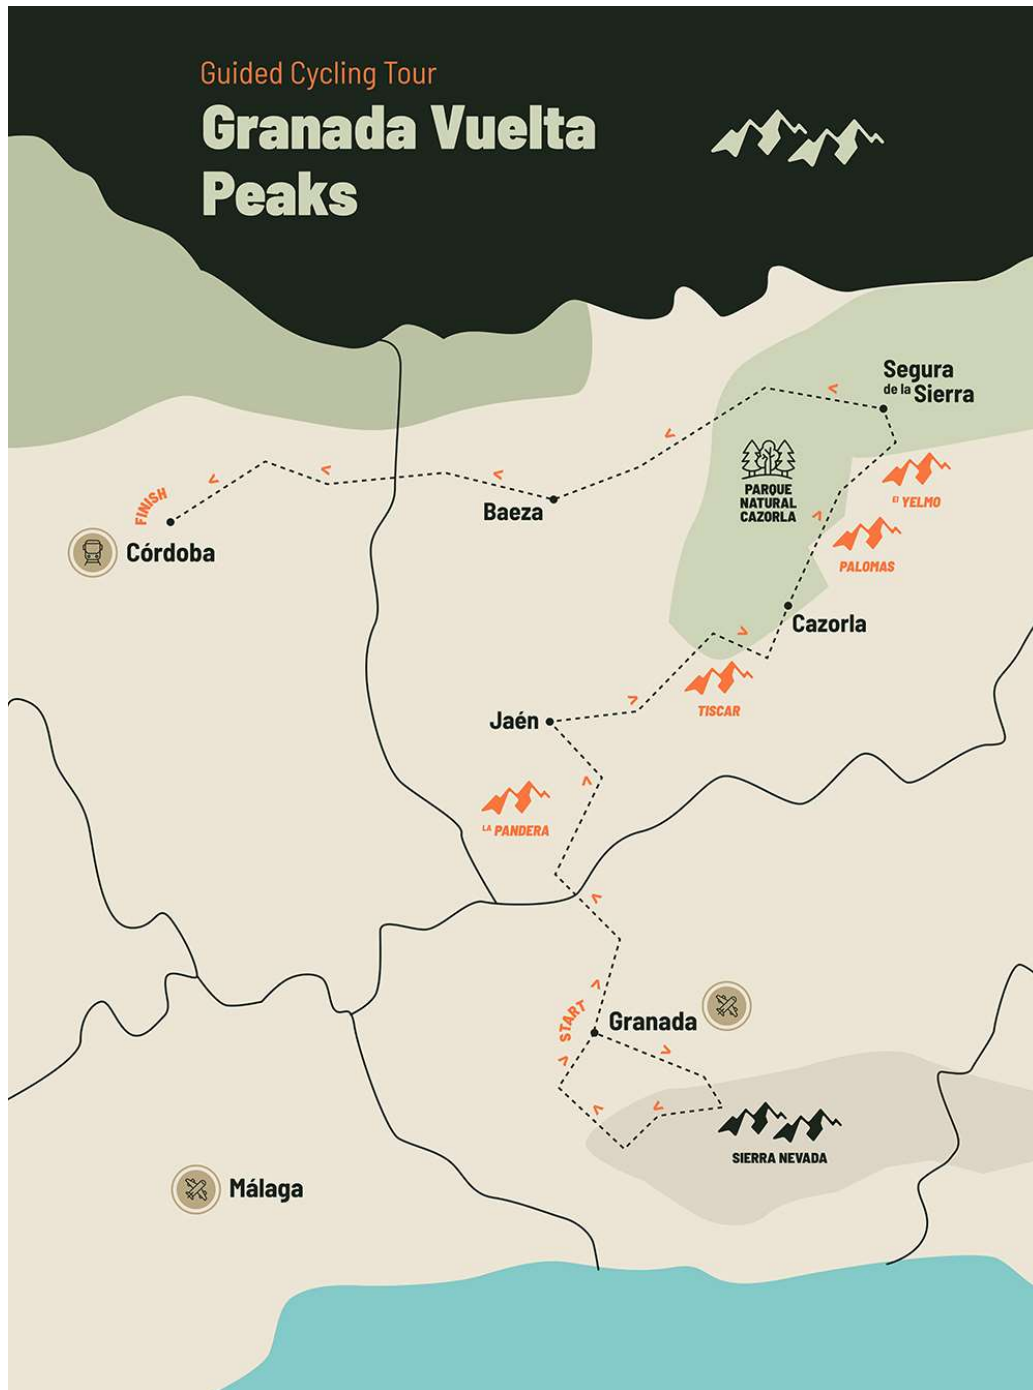 Guided Cycling Tour
Granada Vuelta
Peaks
Segura
de la Sierra
PARQUE
NATURAL
CAZORLA
El YELMO
Baeza
FINISH
Córdoba
PALOMAS
Cazorla
TISCAR
Jaén
LA PANDERA
START
Granada
SIERRA NEVADA
Málaga